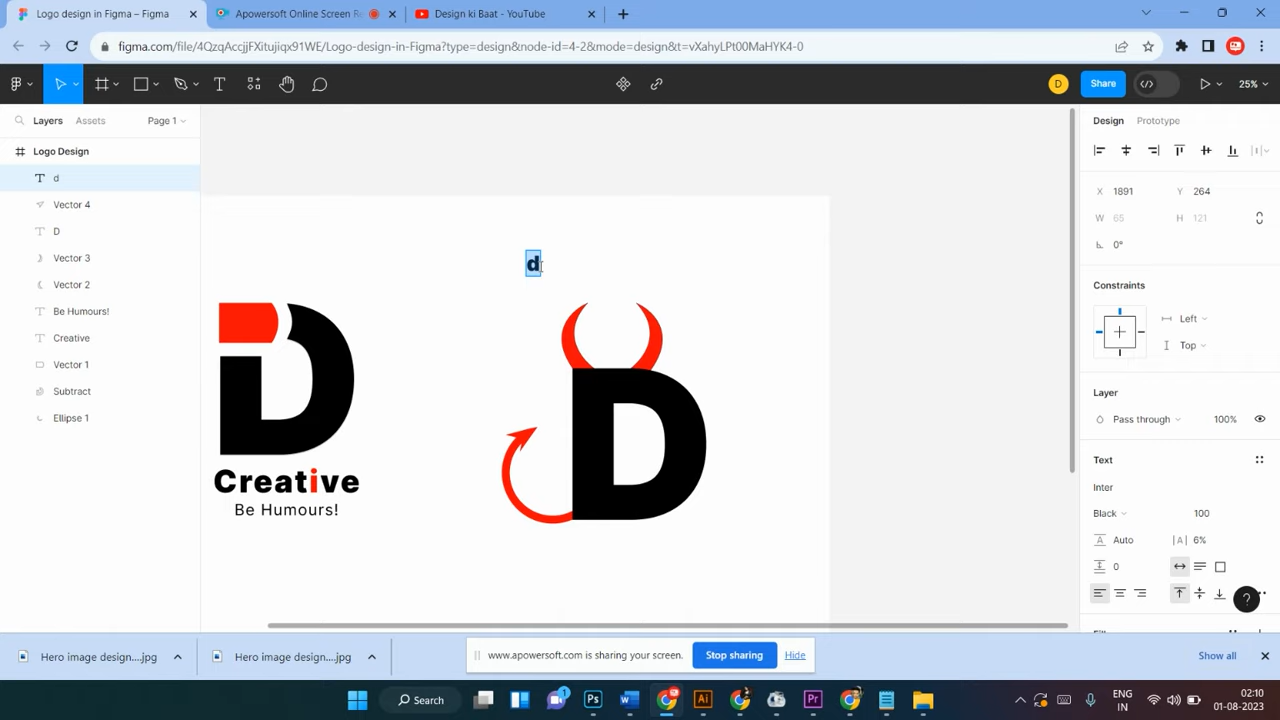 Logo design in Figma – Figma
Apowersoft Online Screen Re
Design ki Baat - YouTube
figma.com/file/4QzqAccjjFXitujiqx91WE/Logo-design-in-Figma?type=design&node-id=4-2&mode=design&t=vXahyLPt00MaHYK4-0
D
Share
25%
Layers
Assets
Page 1
Design
Prototype
Logo Design
d
Vector 4
D
Vector 3
Vector 2
Be Humours!
Creative
Vector 1
Subtract
Ellipse 1
d
D
Creative
Be Humours!
D
X 1891
Y 264
W 65
H 121
0°
Constraints
Left
Top
Layer
Pass through
100%
Text
Inter
Black
100
Auto
6%
0
Hero image design....jpg
Hero image design....jpg
www.apowersoft.com is sharing your screen.
Stop sharing
Hide
Show all
Search
1
ENG
IN
02:10
01-08-2023